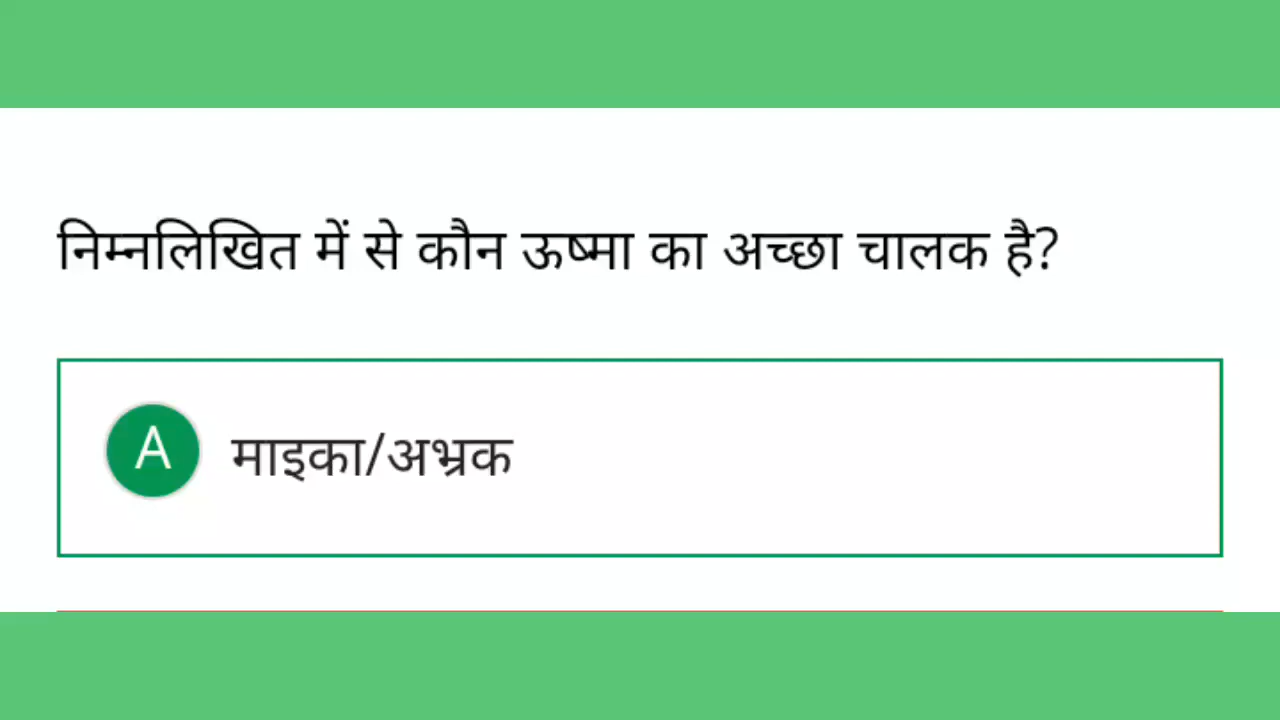 निम्नलिखित में से कौन ऊष्मा का अच्छा चालक है?
A माइका/अभ्रक